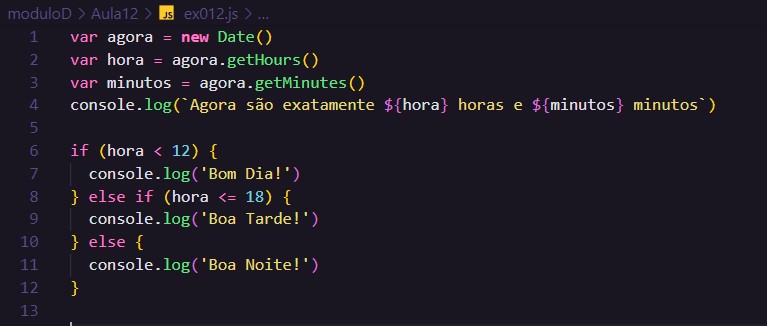 moduloD > Aula12 > JS ex012.js > ...
1 var agora = new Date()
2 var hora = agora.getHours()
3 var minutos = agora.getMinutes()
4 console.log(`Agora são exatamente ${hora} horas e ${minutos} minutos`)
5
6 if (hora < 12) {
7   console.log('Bom Dia!')
8 } else if (hora <= 18) {
9   console.log('Boa Tarde!')
10 } else {
11   console.log('Boa Noite!')
12 }
13